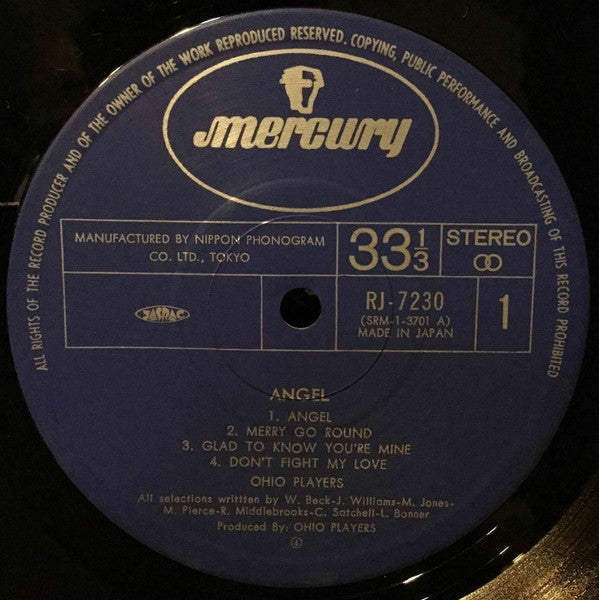 ALL RIGHTS OF THE RECORD PRODUCER AND OF THE OWNER OF THE WORK REPRODUCED RESERVED. COPYING, PUBLIC PERFORMANCE AND BROADCASTING OF THIS RECORD PROHIBITED
mercury
MANUFACTURED BY NIPPON PHONOGRAM
CO. LTD., TOKYO
33 1/3
STEREO
JASRAC
RJ-7230
(SRM-1-3701 A)
MADE IN JAPAN
1
ANGEL
1. ANGEL
2. MERRY GO ROUND
3. GLAD TO KNOW YOU'RE MINE
4. DON'T FIGHT MY LOVE
OHIO PLAYERS
All selections writtten by W. Beck-J. Williams-M. Jones-
M. Pierce-R. Middlebrooks-C. Satchell-L. Bonner
Produced By: OHIO PLAYERS
④